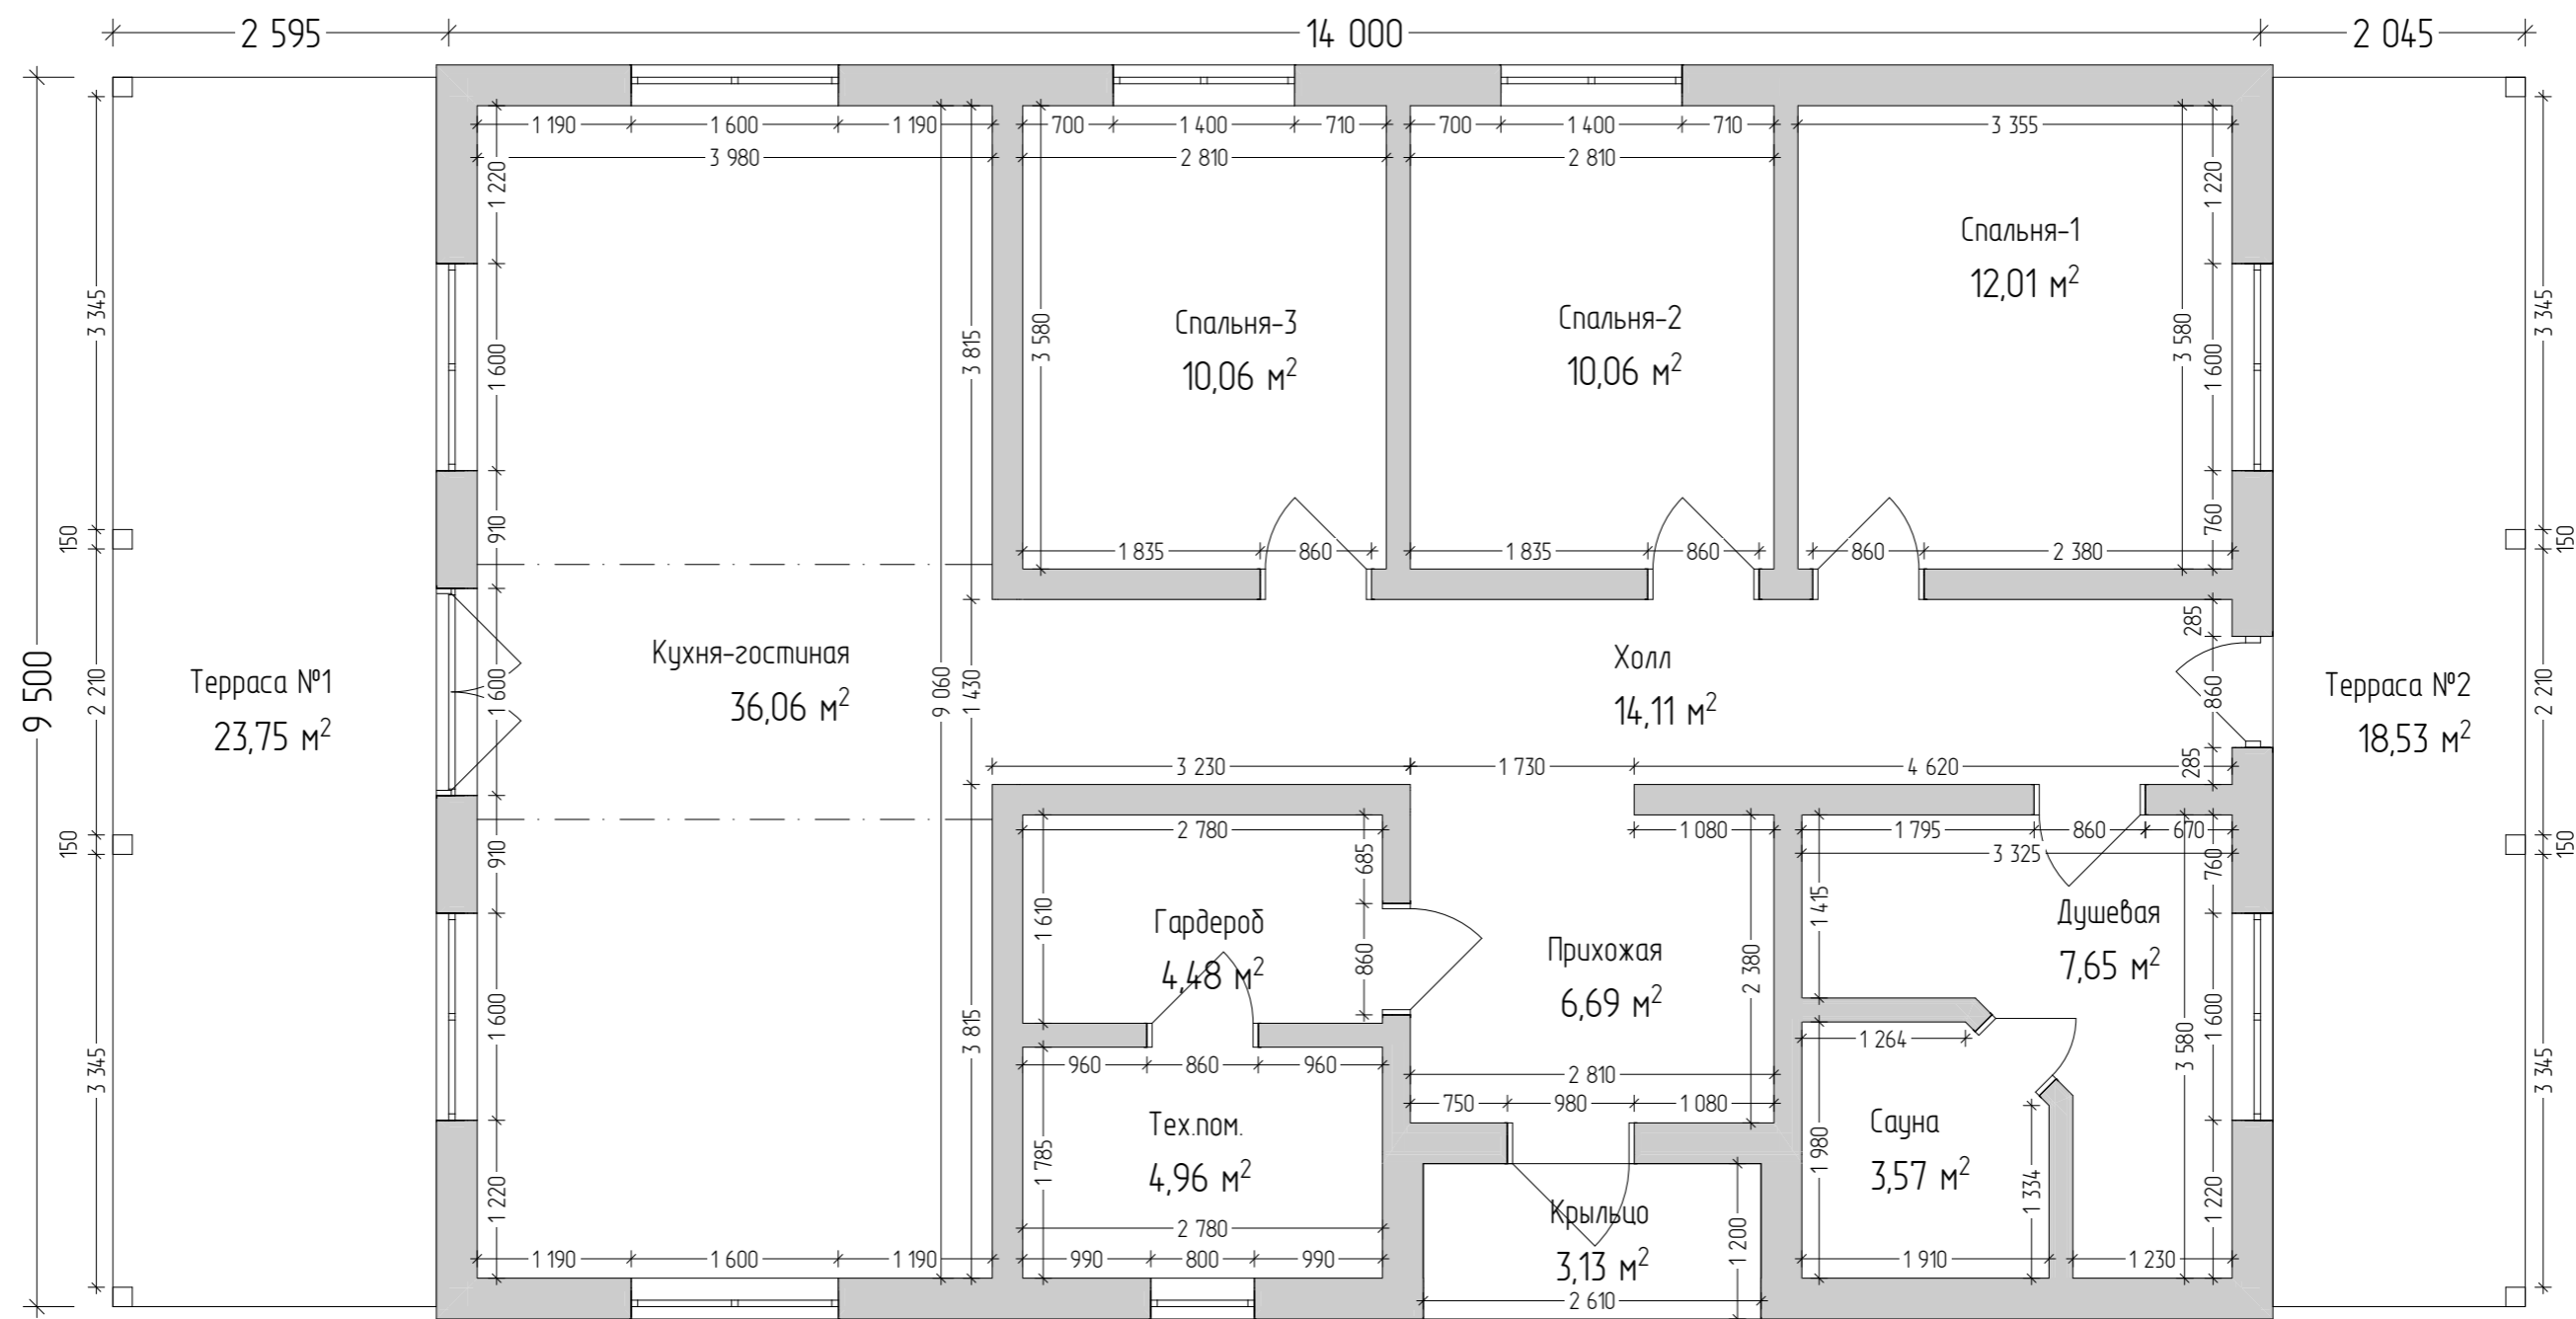 2 595 14 000 2 045
1 190 1 600 1 190 700 1 400 710 700 1 400 710 3 355
3 980 2 810 2 810
1 220 1 220
Спальня-1
12,01 м²
3 345 3 345
Спальня-3 Спальня-2
10,06 м² 10,06 м²
1 600 3 815 3 580 3 580 1 600
150 910 760 150
1 835 860 1 835 860 860 2 380
285
Кухня-гостиная Холл
36,06 м² 14,11 м²
9 500
Терраса №1 Терраса №2
23,75 м² 18,53 м²
2 210 1 600 9 060 1 430 860 2 210
3 230 1 730 4 620 285
2 780 1 080 1 795 860 670
3 325
150 910 685 760 150
1 610 1 415
Гардероб Душевая
4,48 м² 7,65 м²
860
Прихожая
6,69 м²
2 380
1 600 3 815 1 264 3 580 1 600
960 860 960 2 810
3 345 750 980 1 080 3 345
Тех.пом. Сауна
4,96 м² 3,57 м²
1 785 1 980 1 334
1 220 1 220
Крыльцо
3,13 м²
1 200
2 780
1 190 1 600 1 190 990 800 990 1 910 1 230
2 610